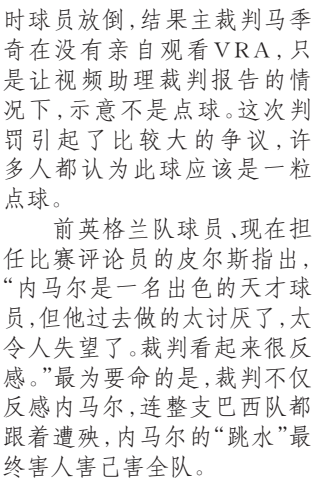 时球员放倒，结果主裁判马季
奇在没有亲自观看VRA，只
是让视频助理裁判报告的情
况下，示意不是点球。这次判
罚引起了比较大的争议，许
多人都认为此球应该是一粒
点球。
前英格兰队球员、现在担
任比赛评论员的皮尔斯指出，
“内马尔是一名出色的天才球
员，但他过去做的太讨厌了，太
令人失望了。裁判看起来很反
感。”最为要命的是，裁判不仅
反感内马尔，连整支巴西队都
跟着遭殃，内马尔的“跳水”最
终害人害己害全队。